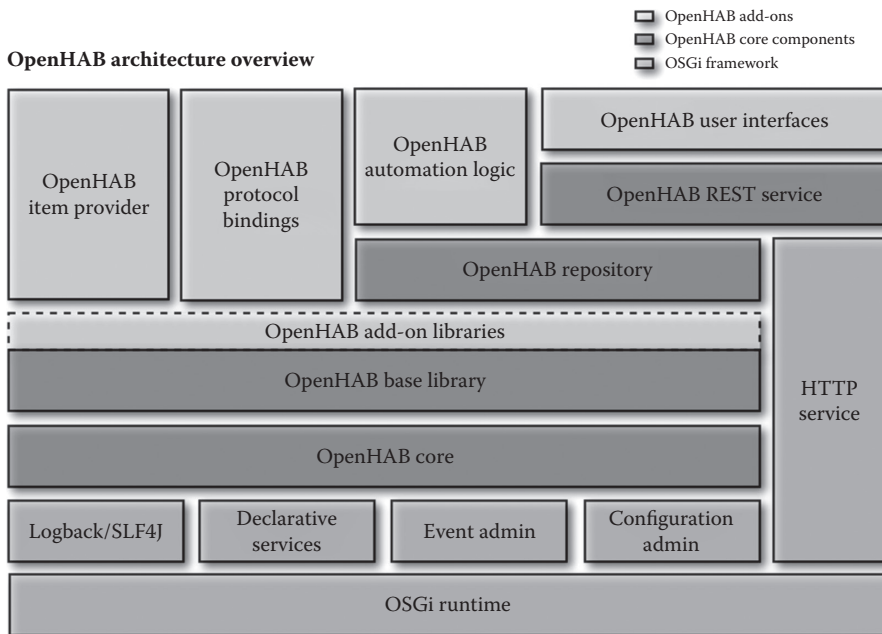 OpenHAB add-ons
OpenHAB core components
OSGi framework
OpenHAB architecture overview
OpenHAB
item provider
OpenHAB
protocol
bindings
OpenHAB
automation logic
OpenHAB user interfaces
OpenHAB REST service
OpenHAB repository
OpenHAB add-on libraries
OpenHAB base library
HTTP
service
OpenHAB core
Logback/SLF4J
Declarative
services
Event admin
Configuration
admin
OSGi runtime